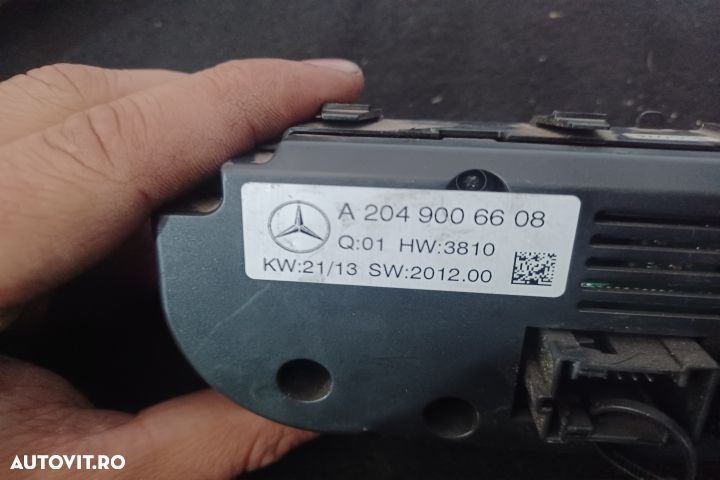 A 204 900 66 08
Q:01 HW:3810
KW:21/13 SW:2012.00
AUTOVIT.RO